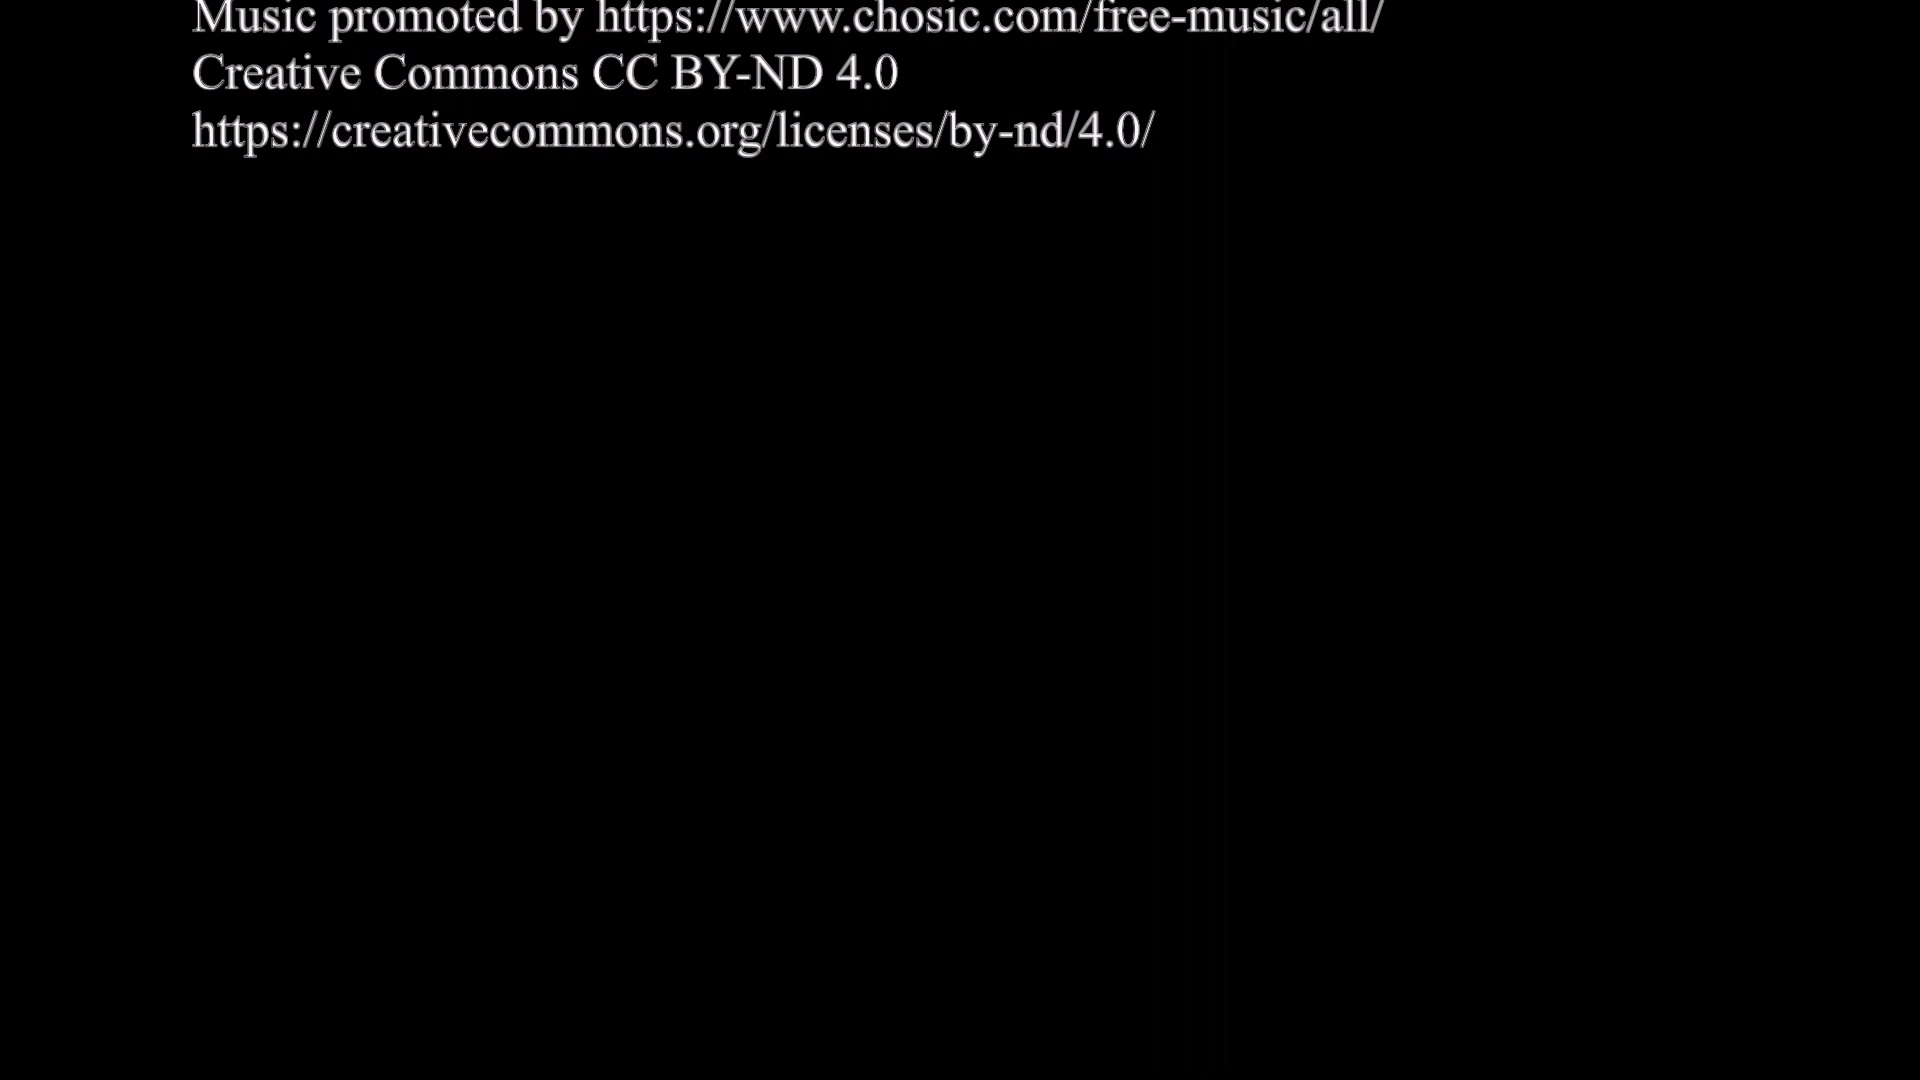 Music promoted by https://www.chosic.com/free-music/all/
Creative Commons CC BY-ND 4.0
https://creativecommons.org/licenses/by-nd/4.0/